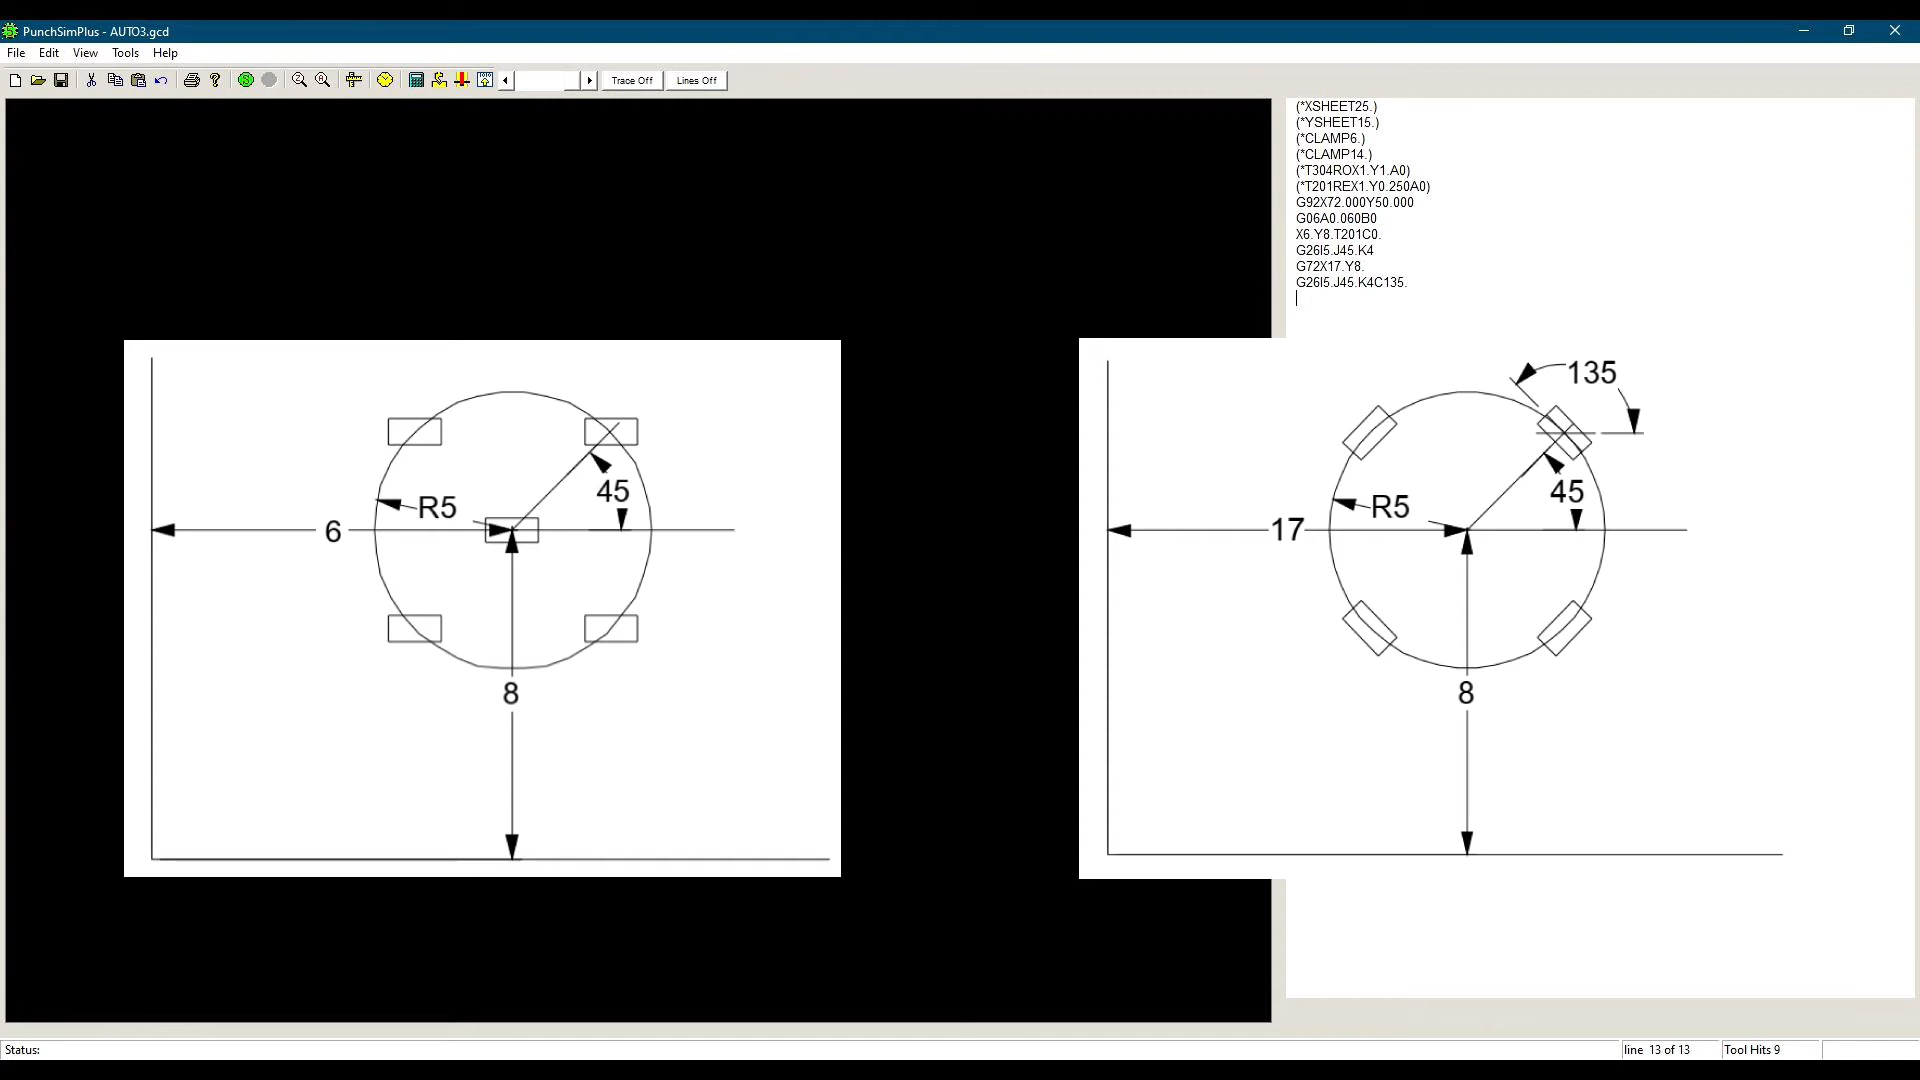 PunchSimPlus - AUTO3.gcd
File Edit View Tools Help
Trace Off Lines Off
(*XSHEET25.)
(*YSHEET15.)
(*CLAMP6.)
(*CLAMP14.)
(*T304ROX1.Y1.A0)
(*T201REX1.Y0.250A0)
G92X72.000Y50.000
G06A0.060B0
X6.Y8.T201C0.
G26I5.J45.K4
G72X17.Y8.
G26I5.J45.K4C135.
R5
45
6
8
135
R5
45
17
8
Status:
line 13 of 13
Tool Hits 9